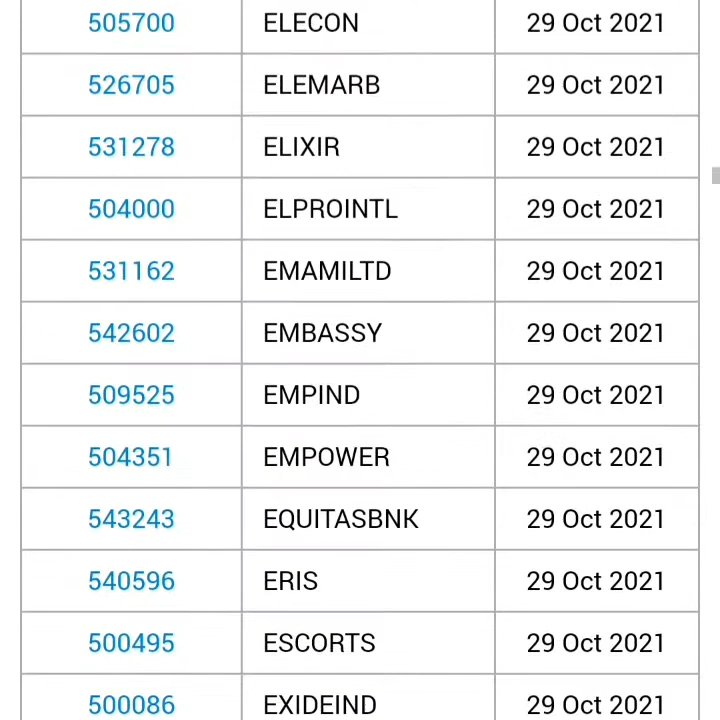 505700 ELECON 29 Oct 2021
526705 ELEMARB 29 Oct 2021
531278 ELIXIR 29 Oct 2021
504000 ELPROINTL 29 Oct 2021
531162 EMAMILTD 29 Oct 2021
542602 EMBASSY 29 Oct 2021
509525 EMPIND 29 Oct 2021
504351 EMPOWER 29 Oct 2021
543243 EQUITASBNK 29 Oct 2021
540596 ERIS 29 Oct 2021
500495 ESCORTS 29 Oct 2021
500086 EXIDEIND 29 Oct 2021